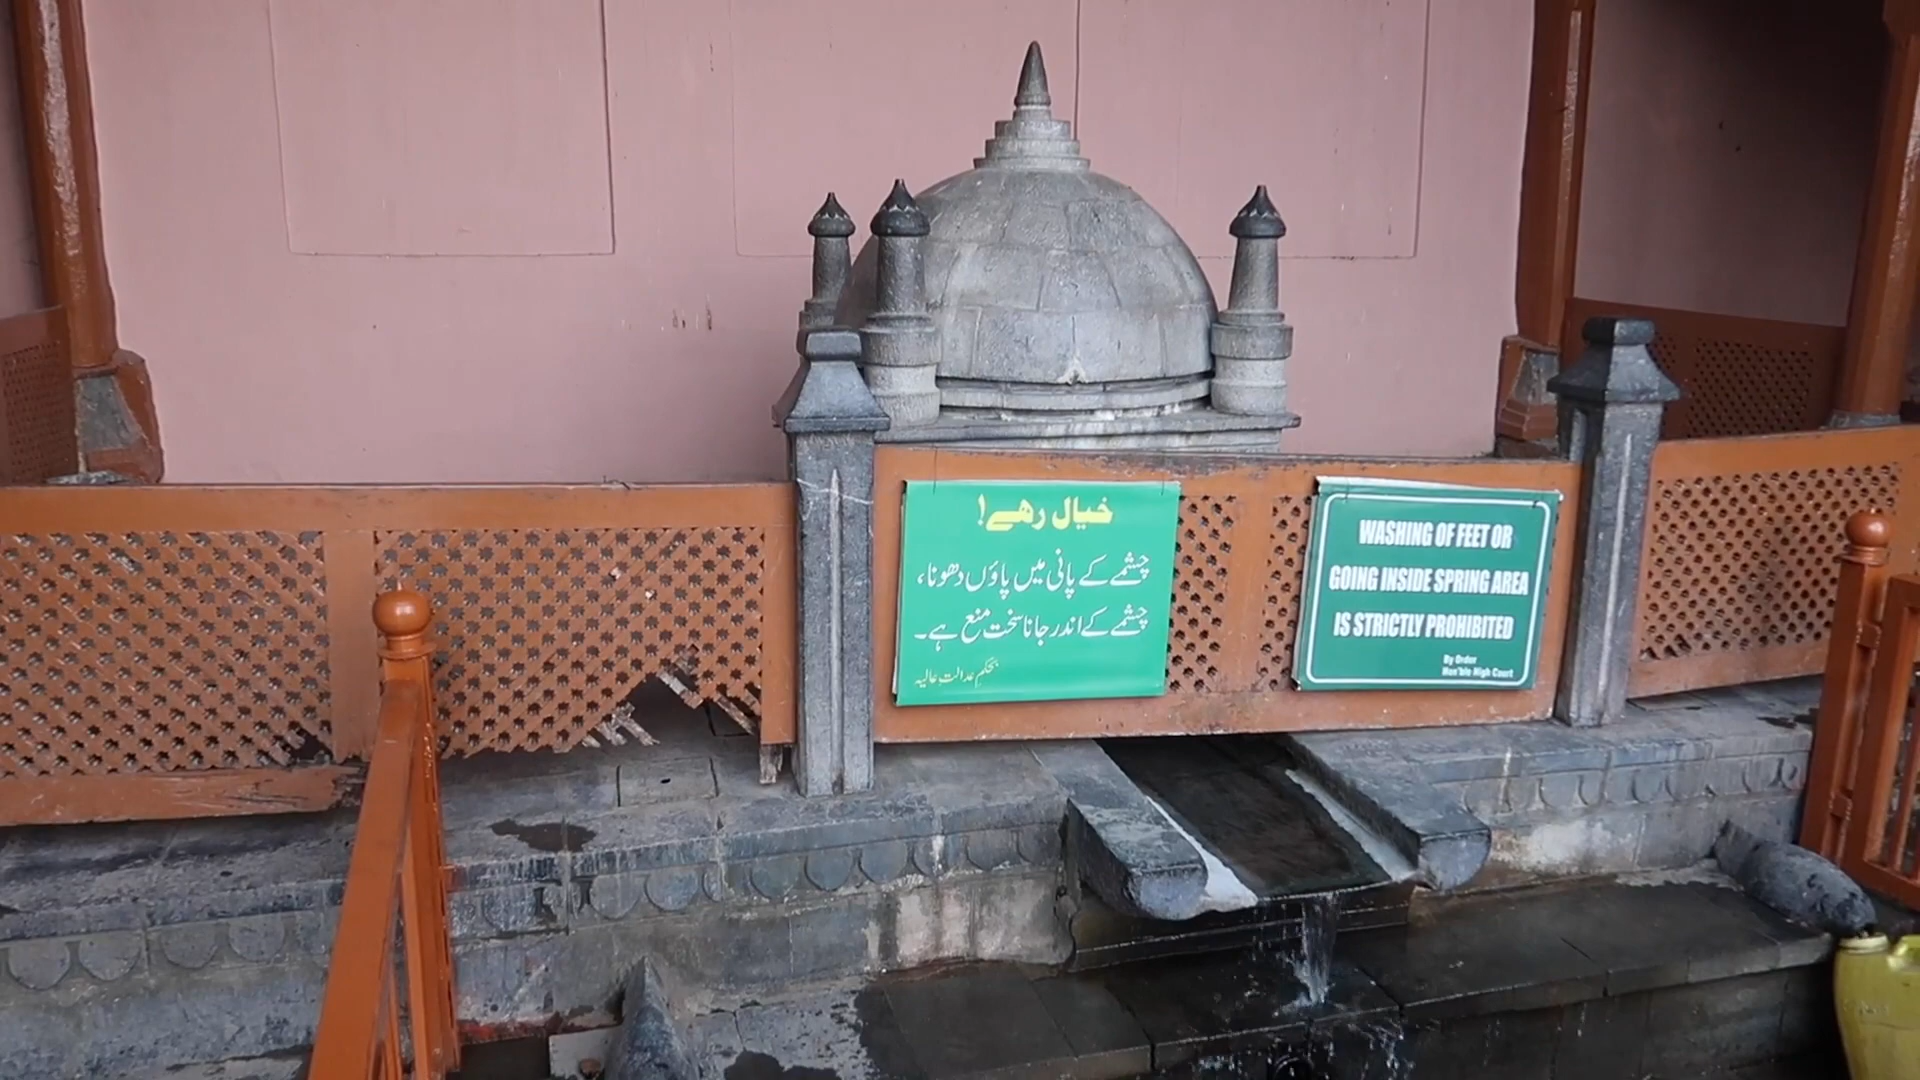 خیال رھے!
چشمے کے پانی میں پاؤں دھونا،
چشمے کے اندر جانا سخت منع ہے۔
بحکم عدالت عالیہ
WASHING OF FEET OR
GOING INSIDE SPRING AREA
IS STRICTLY PROHIBITED
By Order
Hon'ble High Court